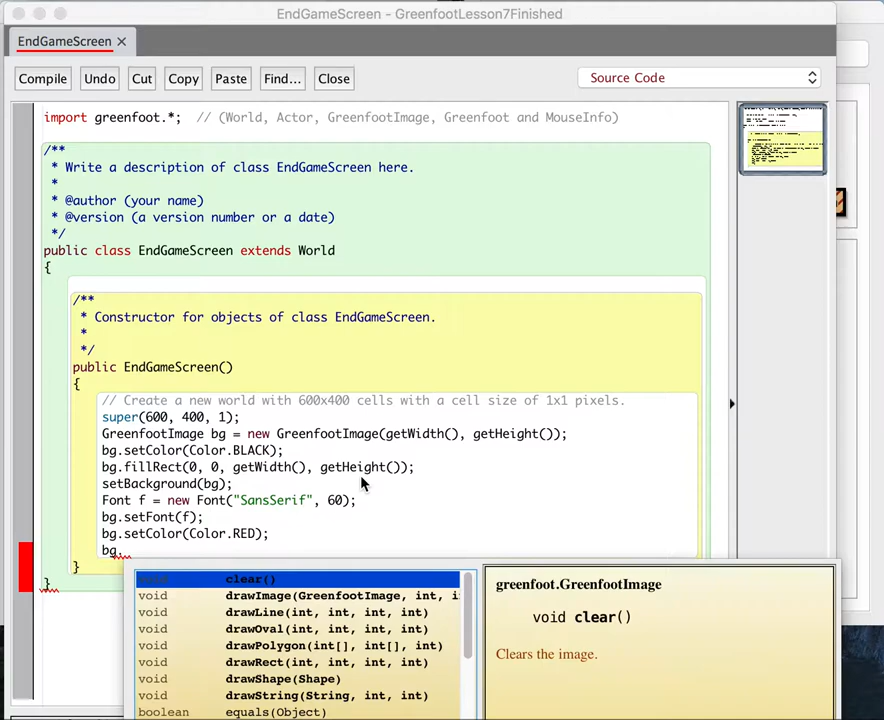 EndGameScreen - GreenfootLesson7Finished
EndGameScreen ×
Compile Undo Cut Copy Paste Find... Close Source Code
import greenfoot.*;  // (World, Actor, GreenfootImage, Greenfoot and MouseInfo)
/**
 * Write a description of class EndGameScreen here.
 *
 * @author (your name)
 * @version (a version number or a date)
 */
public class EndGameScreen extends World
{
/**
 * Constructor for objects of class EndGameScreen.
 *
 */
public EndGameScreen()
{
// Create a new world with 600x400 cells with a cell size of 1x1 pixels.
super(600, 400, 1);
GreenfootImage bg = new GreenfootImage(getWidth(), getHeight());
bg.setColor(Color.BLACK);
bg.fillRect(0, 0, getWidth(), getHeight());
setBackground(bg);
Font f = new Font("SansSerif", 60);
bg.setFont(f);
bg.setColor(Color.RED);
bg.
}
}
void clear()
void drawImage(GreenfootImage, int, i
void drawLine(int, int, int, int)
void drawOval(int, int, int, int)
void drawPolygon(int[], int[], int)
void drawRect(int, int, int, int)
void drawShape(Shape)
void drawString(String, int, int)
boolean equals(Object)
greenfoot.GreenfootImage
void clear()
Clears the image.